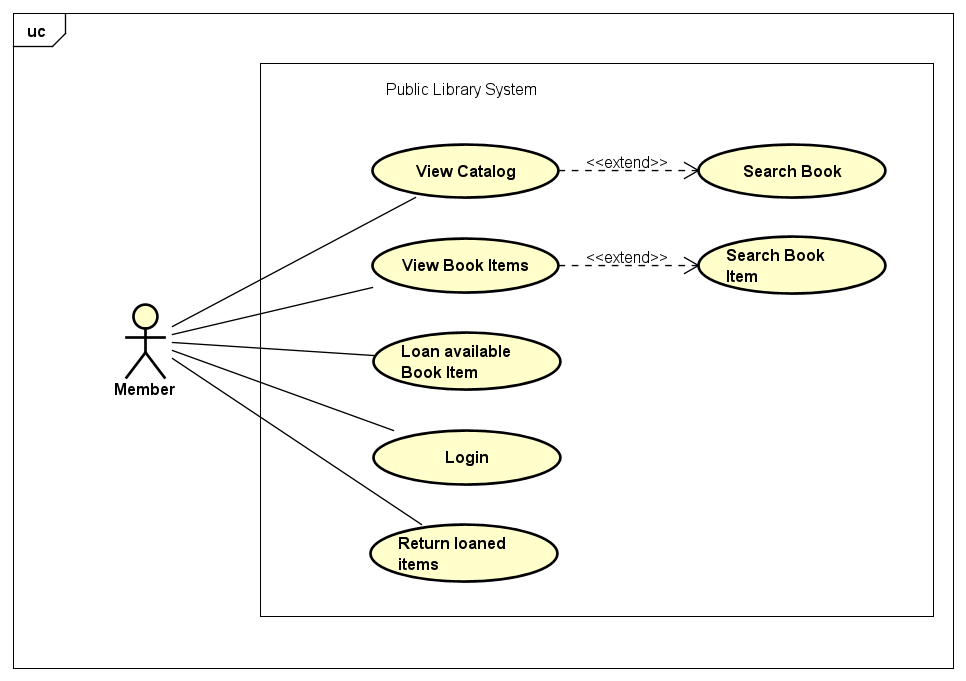 uc
Public Library System
View Catalog
<<extend>>
Search Book
View Book Items
<<extend>>
Search Book
Item
Loan available
Book Item
Member
Login
Return loaned
items